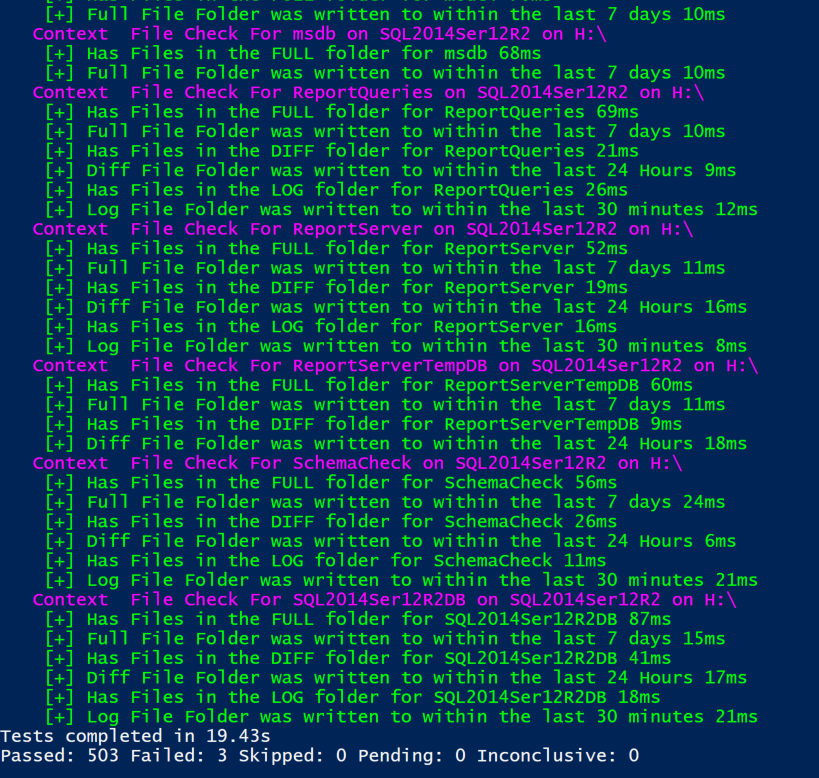 [+] Full File Folder was written to within the last 7 days 10ms
Context  File Check For msdb on SQL2014Ser12R2 on H:\
[+] Has Files in the FULL folder for msdb 68ms
[+] Full File Folder was written to within the last 7 days 10ms
Context  File Check For ReportQueries on SQL2014Ser12R2 on H:\
[+] Has Files in the FULL folder for ReportQueries 69ms
[+] Full File Folder was written to within the last 7 days 10ms
[+] Has Files in the DIFF folder for ReportQueries 21ms
[+] Diff File Folder was written to within the last 24 Hours 9ms
[+] Has Files in the LOG folder for ReportQueries 26ms
[+] Log File Folder was written to within the last 30 minutes 12ms
Context  File Check For ReportServer on SQL2014Ser12R2 on H:\
[+] Has Files in the FULL folder for ReportServer 52ms
[+] Full File Folder was written to within the last 7 days 11ms
[+] Has Files in the DIFF folder for ReportServer 19ms
[+] Diff File Folder was written to within the last 24 Hours 16ms
[+] Has Files in the LOG folder for ReportServer 16ms
[+] Log File Folder was written to within the last 30 minutes 8ms
Context  File Check For ReportServerTempDB on SQL2014Ser12R2 on H:\
[+] Has Files in the FULL folder for ReportServerTempDB 60ms
[+] Full File Folder was written to within the last 7 days 11ms
[+] Has Files in the DIFF folder for ReportServerTempDB 9ms
[+] Diff File Folder was written to within the last 24 Hours 18ms
Context  File Check For SchemaCheck on SQL2014Ser12R2 on H:\
[+] Has Files in the FULL folder for SchemaCheck 56ms
[+] Full File Folder was written to within the last 7 days 24ms
[+] Has Files in the DIFF folder for SchemaCheck 26ms
[+] Diff File Folder was written to within the last 24 Hours 6ms
[+] Has Files in the LOG folder for SchemaCheck 11ms
[+] Log File Folder was written to within the last 30 minutes 21ms
Context  File Check For SQL2014Ser12R2DB on SQL2014Ser12R2 on H:\
[+] Has Files in the FULL folder for SQL2014Ser12R2DB 87ms
[+] Full File Folder was written to within the last 7 days 15ms
[+] Has Files in the DIFF folder for SQL2014Ser12R2DB 41ms
[+] Diff File Folder was written to within the last 24 Hours 17ms
[+] Has Files in the LOG folder for SQL2014Ser12R2DB 18ms
[+] Log File Folder was written to within the last 30 minutes 21ms
Tests completed in 19.43s
Passed: 503 Failed: 3 Skipped: 0 Pending: 0 Inconclusive: 0